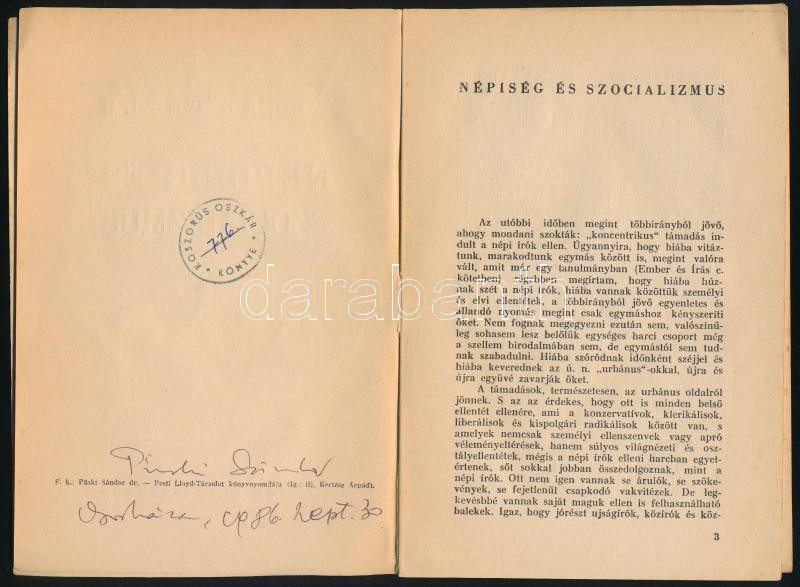 KOSZORÚS OSZKÁR
776
KÖNYVE
Püski Sándor
F. k.: Püski Sándor dr. — Pesti Lloyd-Társulat könyvnyomdája (Ig.: if). Kertész Árpád).
Orosháza, 1986. szept. 30
NÉPISÉG ÉS SZOCIALIZMUS
Az utóbbi időben megint többirányból jövő,
ahogy mondani szokták: „koncentrikus” támadás in-
dult a népi írók ellen. Úgyannyira, hogy hiába vitáz-
tunk, marakodtunk egymás között is, megint valóra
vált, amit már egy tanulmányban (Ember és Írás c.
kötetben) régebben megírtam, hogy hiába húz-
nak szét a népi írók, hiába vannak közöttük személyi
és elvi ellentétek, a többirányból jövő egyenletes és
állandó nyomás megint csak egymáshoz kényszeríti
őket. Nem fognak megegyezni ezután sem, valószínű-
leg sohasem lesz belőlük egységes harci csoport még
a szellem birodalmában sem, de egymástól sem tud-
nak szabadulni. Hiába szóródnak időnként széjjel és
hiába keverednek az ú. n. „urbánus”-okkal, újra és
újra együvé zavarják őket.
A támadások, természetesen, az urbánus oldalról
jönnek. S az az érdekes, hogy ott is minden belső
ellentét ellenére, ami a konzervatívok, klerikálisok,
liberálisok és kispolgári radikálisok között van, s
amelyek nemcsak személyi ellenszenvek vagy apró
véleményeltérések, hanem súlyos világnézeti és osz-
tályellentétek, mégis a népi írók elleni harcban egyet-
értenek, sőt sokkal jobban összedolgoznak, mint a
népi írók. Ott nem igen vannak se árulók, se szöke-
vények, se fejetlenül csapkodó vakvitézek. De leg-
kevésbbé vannak saját maguk ellen is felhasználható
balekek. Igaz, hogy jórészt ujságírók, közírók és köz-
3
darabanth